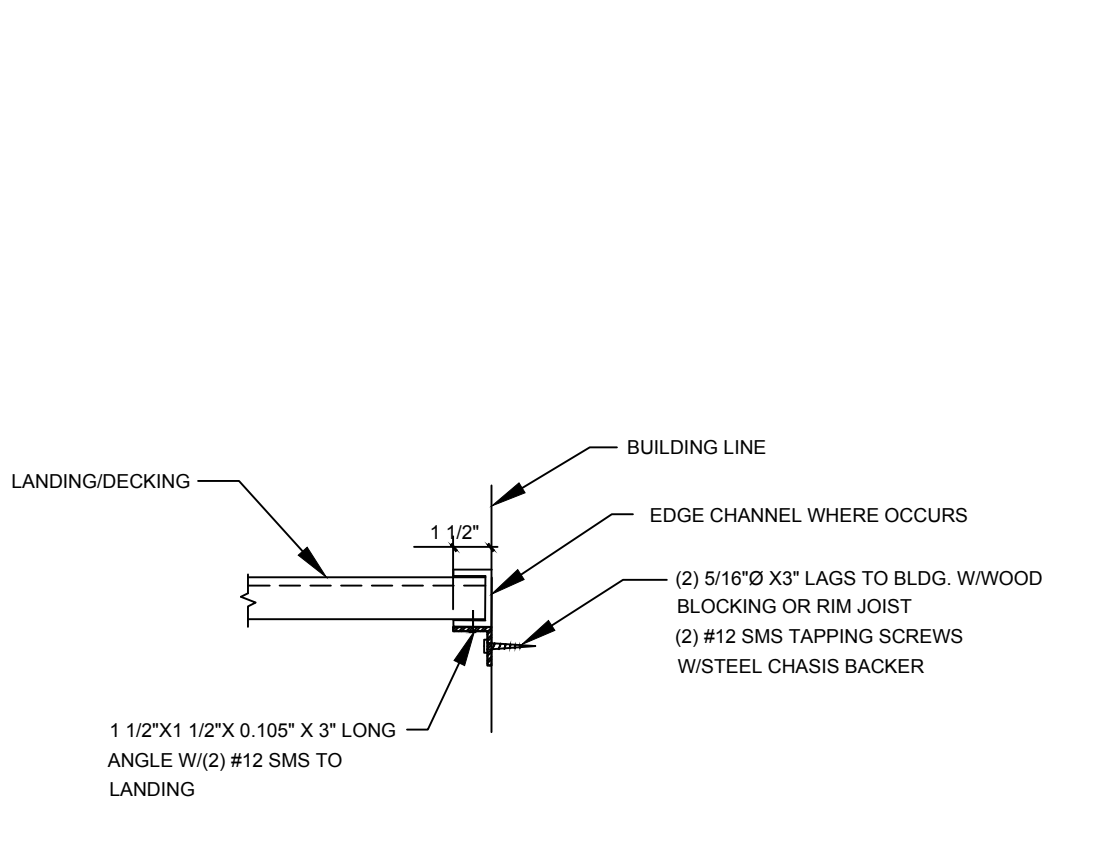 BUILDING LINE
LANDING/DECKING
EDGE CHANNEL WHERE OCCURS
1 1/2"
(2) 5/16"Ø X3" LAGS TO BLDG. W/WOOD
BLOCKING OR RIM JOIST
(2) #12 SMS TAPPING SCREWS
W/STEEL CHASIS BACKER
1 1/2"X1 1/2"X 0.105" X 3" LONG
ANGLE W/(2) #12 SMS TO
LANDING